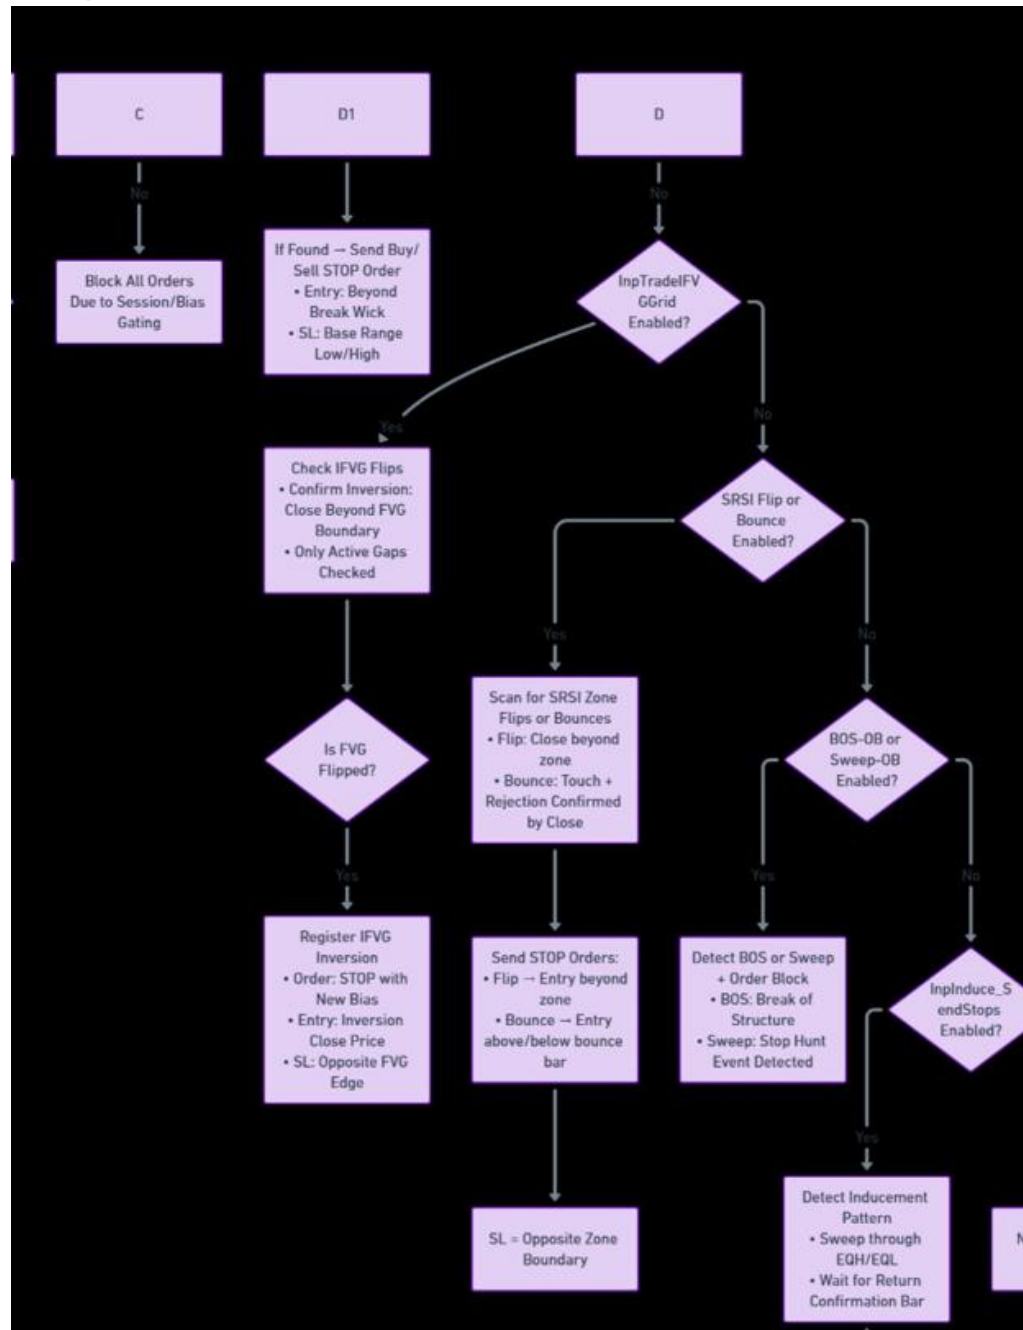 C
D1
D
No
No
If Found → Send Buy/
Sell STOP Order
• Entry: Beyond
Break Wick
• SL: Base Range
Low/High
Block All Orders
Due to Session/Bias
Gating
InpTradeIFV
GGrid
Enabled?
Yes
No
Check IFVG Flips
• Confirm Inversion:
Close Beyond FVG
Boundary
• Only Active Gaps
Checked
SRSI Flip or
Bounce
Enabled?
Yes
No
Scan for SRSI Zone
Flips or Bounces
• Flip: Close beyond
zone
• Bounce: Touch +
Rejection Confirmed
by Close
Is FVG
Flipped?
BOS-OB or
Sweep-OB
Enabled?
Yes
Yes
No
Register IFVG
Inversion
• Order: STOP with
New Bias
• Entry: Inversion
Close Price
• SL: Opposite FVG
Edge
Send STOP Orders:
• Flip → Entry beyond
zone
• Bounce → Entry
above/below bounce
bar
Detect BOS or Sweep
+ Order Block
• BOS: Break of
Structure
• Sweep: Stop Hunt
Event Detected
InpInduce_S
endStops
Enabled?
Yes
Detect Inducement
Pattern
• Sweep through
EQH/EQL
• Wait for Return
Confirmation Bar
SL = Opposite Zone
Boundary